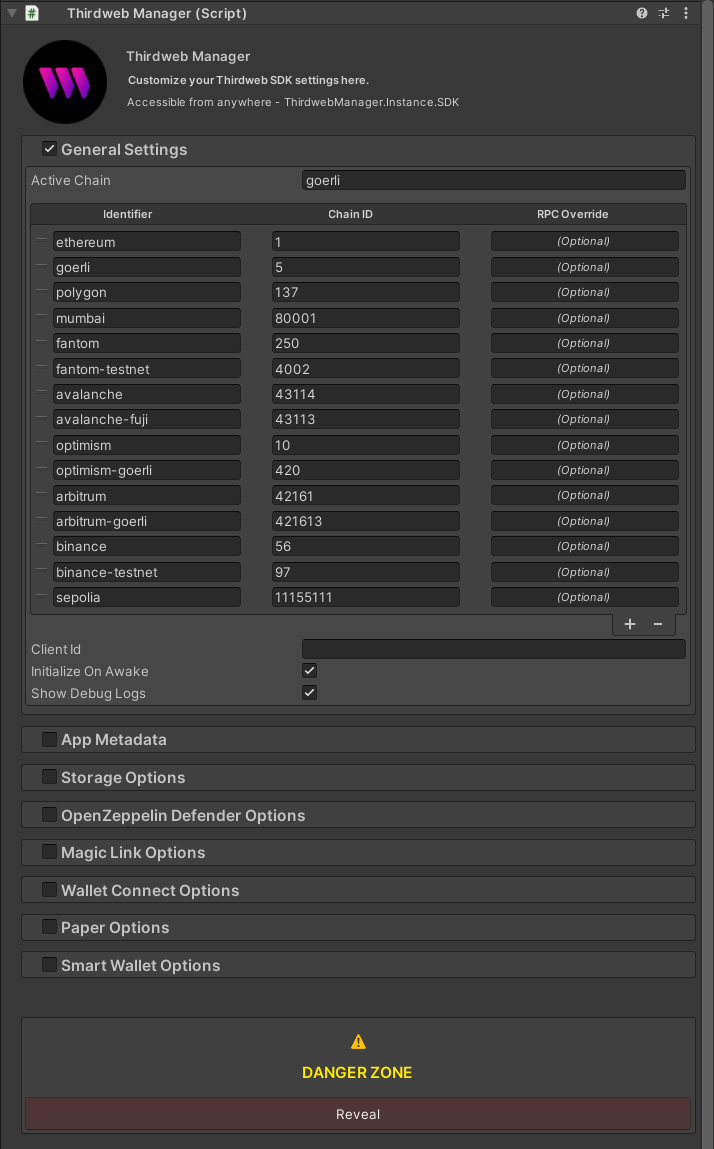 Thirdweb Manager (Script)
Thirdweb Manager
Customize your Thirdweb SDK settings here.
Accessible from anywhere - ThirdwebManager.Instance.SDK
General Settings
Active Chain goerli
Identifier Chain ID RPC Override
ethereum 1 (Optional)
goerli 5 (Optional)
polygon 137 (Optional)
mumbai 80001 (Optional)
fantom 250 (Optional)
fantom-testnet 4002 (Optional)
avalanche 43114 (Optional)
avalanche-fuji 43113 (Optional)
optimism 10 (Optional)
optimism-goerli 420 (Optional)
arbitrum 42161 (Optional)
arbitrum-goerli 421613 (Optional)
binance 56 (Optional)
binance-testnet 97 (Optional)
sepolia 11155111 (Optional)
+ −
Client Id
Initialize On Awake
Show Debug Logs
App Metadata
Storage Options
OpenZeppelin Defender Options
Magic Link Options
Wallet Connect Options
Paper Options
Smart Wallet Options
DANGER ZONE
Reveal